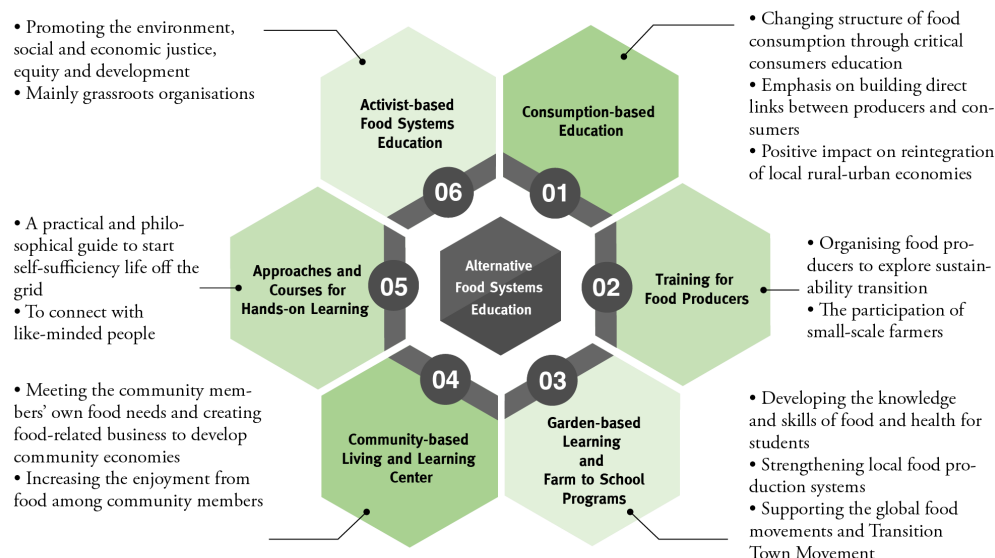 • Promoting the environment,
social and economic justice,
equity and development
• Mainly grassroots organisations
Activist-based
Food Systems
Education
06
Consumption-based
Education
01
• Changing structure of food
consumption through critical
consumers education
• Emphasis on building direct
links between producers and con-
sumers
• Positive impact on reintegration
of local rural-urban economies
• A practical and philo-
sophical guide to start
self-sufficiency life off the
grid
• To connect with
like-minded people
Approaches and
Courses for
Hands-on Learning
05
Alternative
Food Systems
Education
02
Training for
Food Producers
• Organising food pro-
ducers to explore sustain-
ability transition
• The participation of
small-scale farmers
• Meeting the community mem-
bers’ own food needs and creating
food-related business to develop
community economies
• Increasing the enjoyment from
food among community members
04
Community-based
Living and Learning
Center
03
Garden-based
Learning
and
Farm to School
Programs
• Developing the knowledge
and skills of food and health for
students
• Strengthening local food pro-
duction systems
• Supporting the global food
movements and Transition
Town Movement